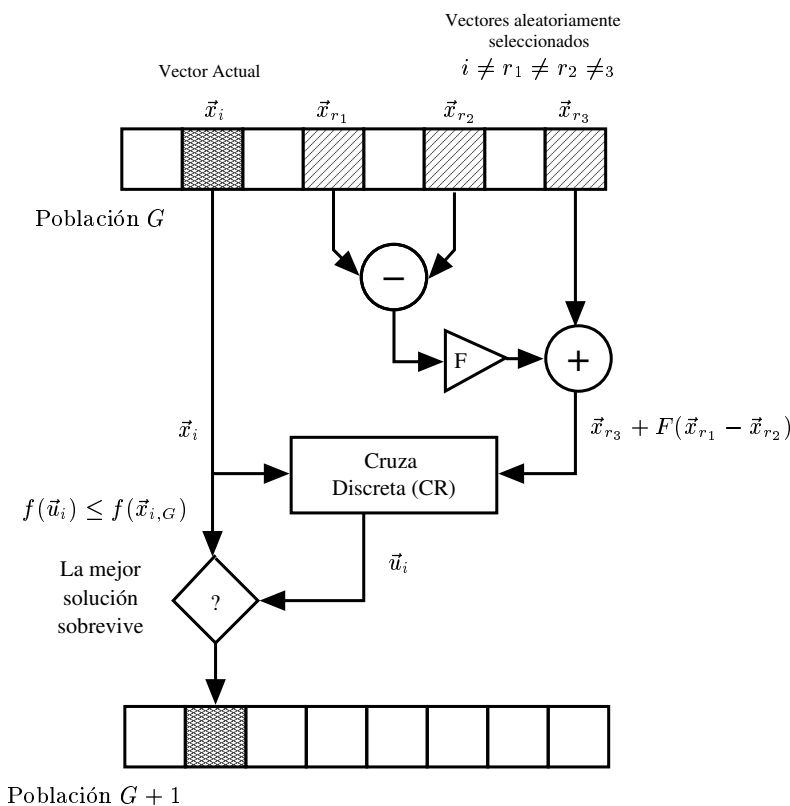 Vectores aleatoriamente
seleccionados
i ≠ r₁ ≠ r₂ ≠₃
Vector Actual
x⃗ᵢ x⃗ᵣ₁ x⃗ᵣ₂ x⃗ᵣ₃
Población G
−
F
+
x⃗ᵣ₃ + F(x⃗ᵣ₁ − x⃗ᵣ₂)
x⃗ᵢ
Cruza
Discreta (CR)
f(u⃗ᵢ) ≤ f(x⃗ᵢ,G)
u⃗ᵢ
La mejor
solución
sobrevive
?
Población G + 1